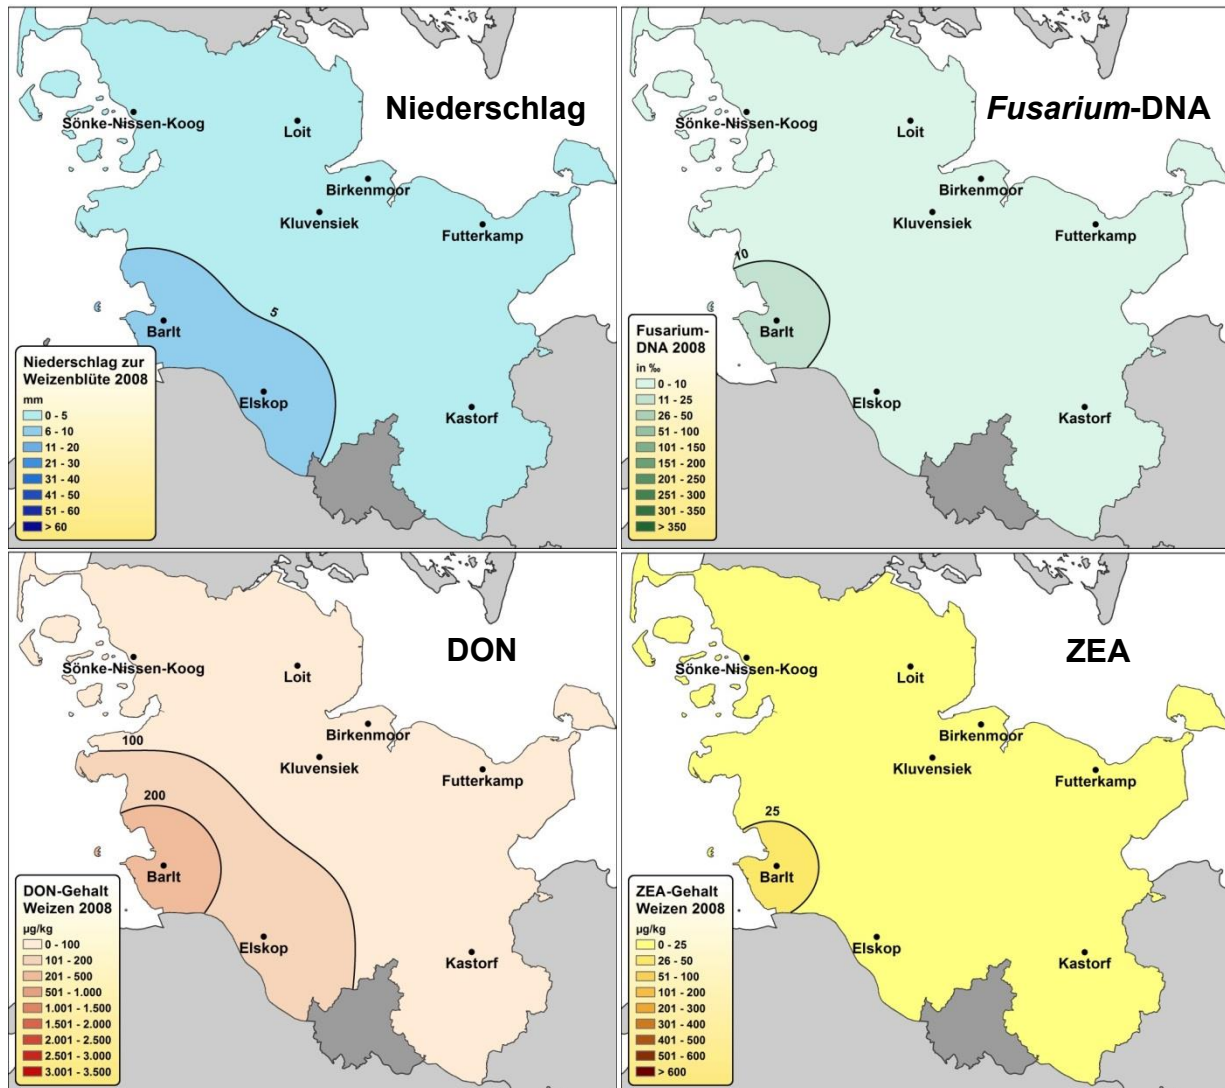 Niederschlag
Sönke-Nissen-Koog
Loit
Birkenmoor
Kluvensiek
Futterkamp
5
Barlt
Elskop
Kastorf
Niederschlag zur
Weizenblüte 2008
mm
0 - 5
6 - 10
11 - 20
21 - 30
31 - 40
41 - 50
51 - 60
> 60
Fusarium-DNA
Sönke-Nissen-Koog
Loit
Birkenmoor
Kluvensiek
Futterkamp
10
Barlt
Elskop
Kastorf
Fusarium-
DNA 2008
in ‰
0 - 10
11 - 25
26 - 50
51 - 100
101 - 150
151 - 200
201 - 250
251 - 300
301 - 350
> 350
DON
Sönke-Nissen-Koog
Loit
Birkenmoor
100
Kluvensiek
Futterkamp
200
Barlt
Elskop
Kastorf
DON-Gehalt
Weizen 2008
µg/kg
0 - 100
101 - 200
201 - 500
501 - 1.000
1.001 - 1.500
1.501 - 2.000
2.001 - 2.500
2.501 - 3.000
3.001 - 3.500
ZEA
Sönke-Nissen-Koog
Loit
Birkenmoor
Kluvensiek
Futterkamp
25
Barlt
Elskop
Kastorf
ZEA-Gehalt
Weizen 2008
µg/kg
0 - 25
26 - 50
51 - 100
101 - 200
201 - 300
301 - 400
401 - 500
501 - 600
> 600